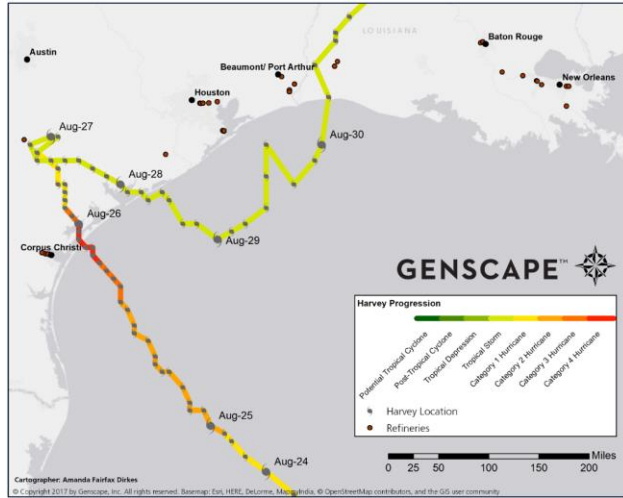 LOUISIANA
Baton Rouge
Austin
Beaumont/ Port Arthur
New Orleans
Houston
Aug-27
Aug-30
Aug-28
Aug-26
Aug-29
Corpus Christi
GENSCAPE™
Harvey Progression
Potential Tropical Cyclone
Post-Tropical Cyclone
Tropical Depression
Tropical Storm
Category 1 Hurricane
Category 2 Hurricane
Category 3 Hurricane
Category 4 Hurricane
Aug-25
Harvey Location
Refineries
Aug-24
Miles
0 25 50 100 150 200
Cartographer: Amanda Fairfax Dirkes
© Copyright 2017 by Genscape, Inc. All rights reserved. Basemap: Esri, HERE, DeLorme, MapmyIndia, © OpenStreetMap contributors, and the GIS user community